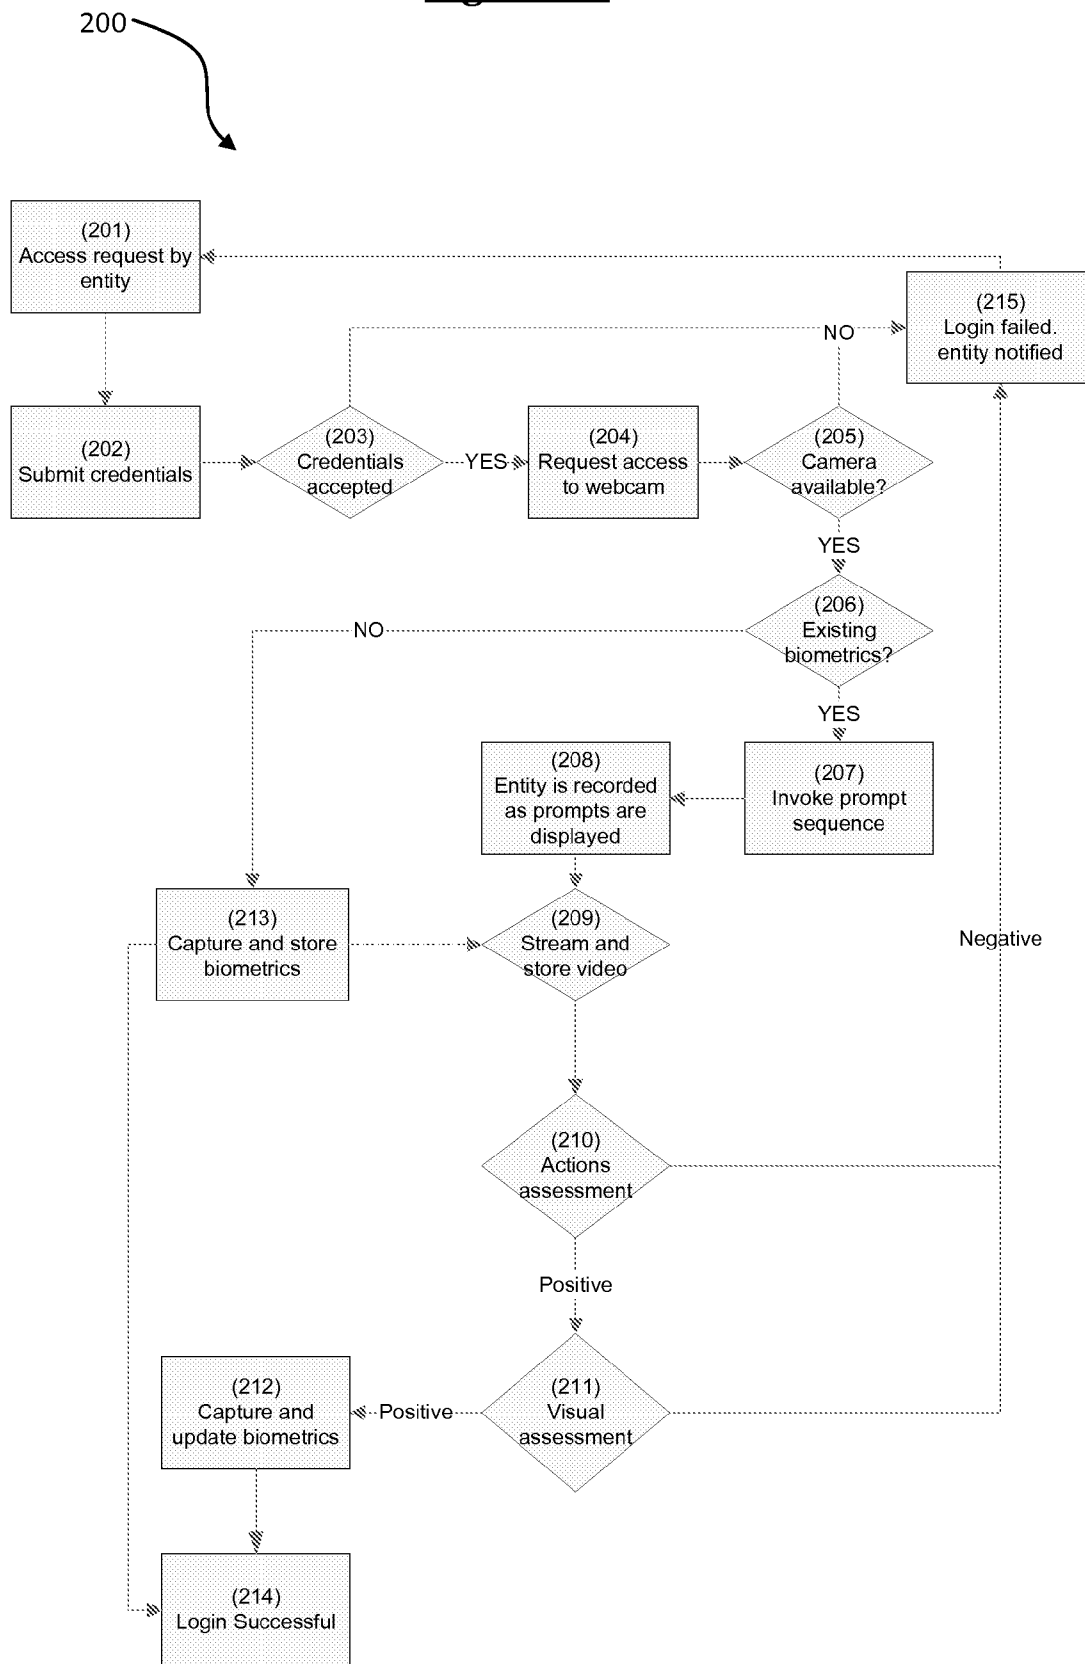 200
(201)
Access request by
entity
(215)
Login failed.
entity notified
NO
(202)
Submit credentials
(203)
Credentials
accepted
YES
(204)
Request access
to webcam
(205)
Camera
available?
YES
(206)
Existing
biometrics?
NO
YES
(207)
Invoke prompt
sequence
(208)
Entity is recorded
as prompts are
displayed
(213)
Capture and store
biometrics
(209)
Stream and
store video
Negative
(210)
Actions
assessment
Positive
(211)
Visual
assessment
Positive
(212)
Capture and
update biometrics
(214)
Login Successful